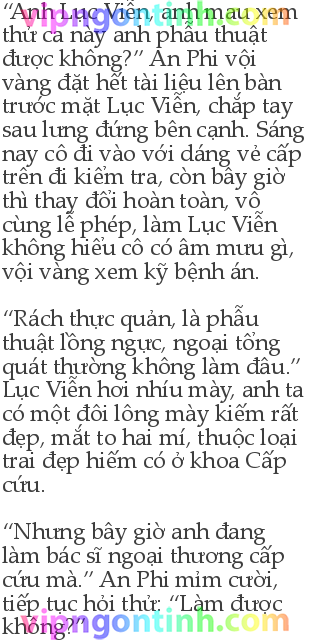 “Anh Lục Viễn, anh mau xem
vipngontinh.com
thử ca này anh phẫu thuật
được không?” An Phi vội
vàng đặt hết tài liệu lên bàn
trước mặt Lục Viễn, chắp tay
sau lưng đứng bên cạnh. Sáng
nay cô đi vào với dáng vẻ cấp
trên đi kiểm tra, còn bây giờ
thì thay đổi hoàn toàn, vô
cùng lễ phép, làm Lục Viễn
không hiểu cô có âm mưu gì,
vội vàng xem kỹ bệnh án.
“Rách thực quản, là phẫu
thuật lồng ngực, ngoại tổng
quát thường không làm đâu.”
Lục Viễn hơi nhíu mày, anh ta
có một đôi lông mày kiếm rất
đẹp, mắt to hai mí, thuộc loại
trai đẹp hiếm có ở khoa Cấp
cứu.
“Nhưng bây giờ anh đang
làm bác sĩ ngoại thương cấp
cứu mà.” An Phi mỉm cười,
tiếp tục hỏi thử: “Làm được
không?”
vipngontinh.com